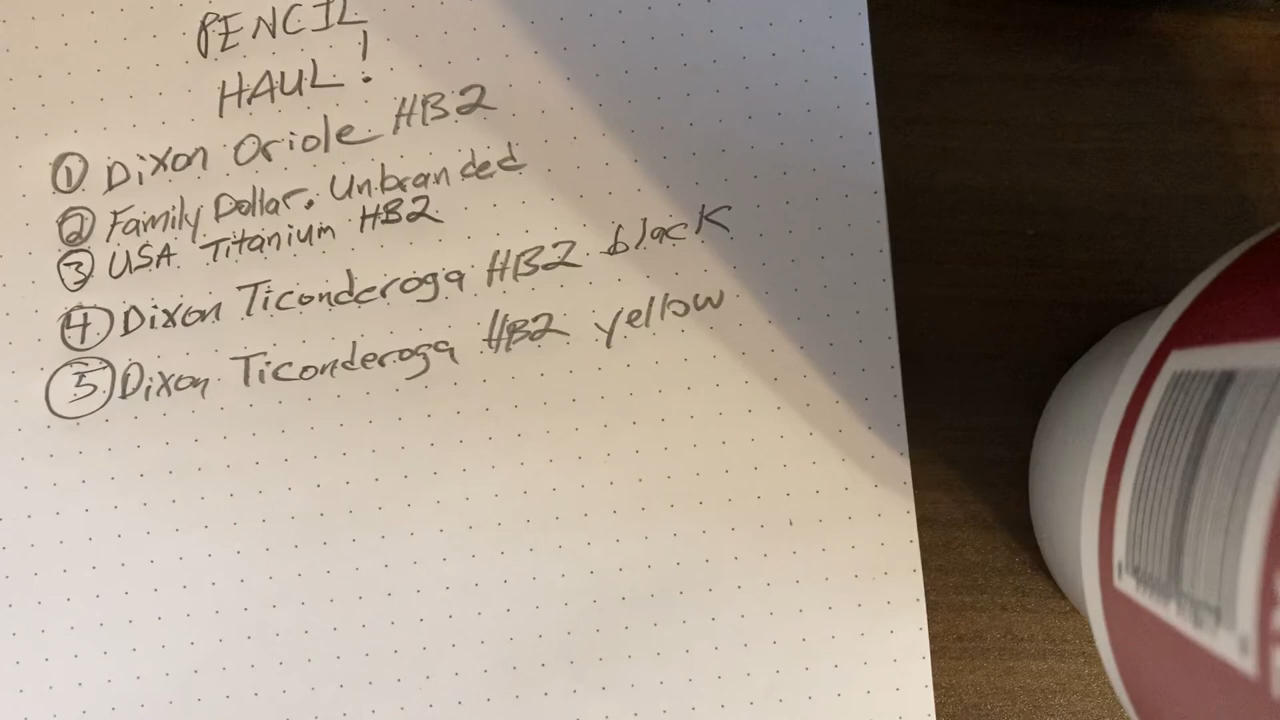 PENCIL
HAUL!
① Dixon Oriole HB2
② Family Dollar. Unbranded
③ USA Titanium HB2
④ Dixon Ticonderoga HB2 black
⑤ Dixon Ticonderoga HB2 yellow